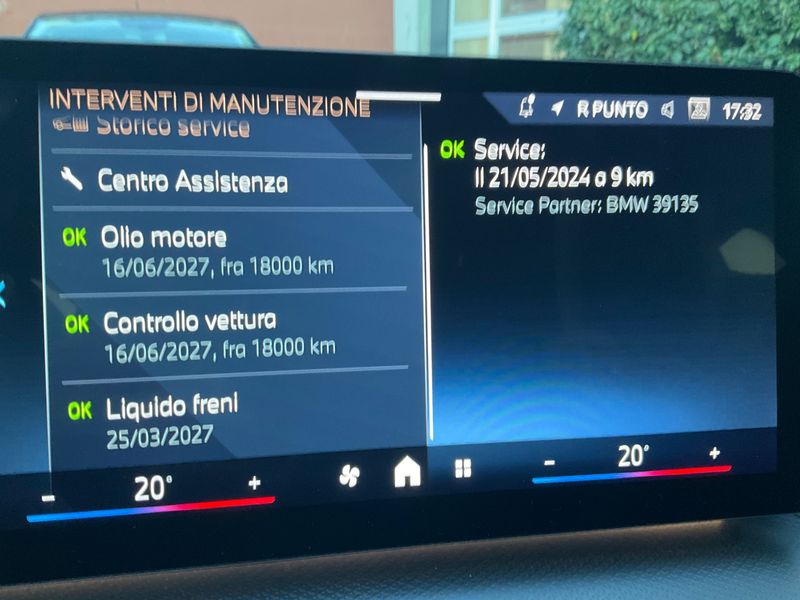 INTERVENTI DI MANUTENZIONE
Storico service
Centro Assistenza
OK Olio motore
16/06/2027, fra 18000 km
OK Controllo vettura
16/06/2027, fra 18000 km
OK Liquido freni
25/03/2027
R PUNTO 17:32
OK Service:
Il 21/05/2024 a 9 km
Service Partner: BMW 39135
- 20° +
- 20° +